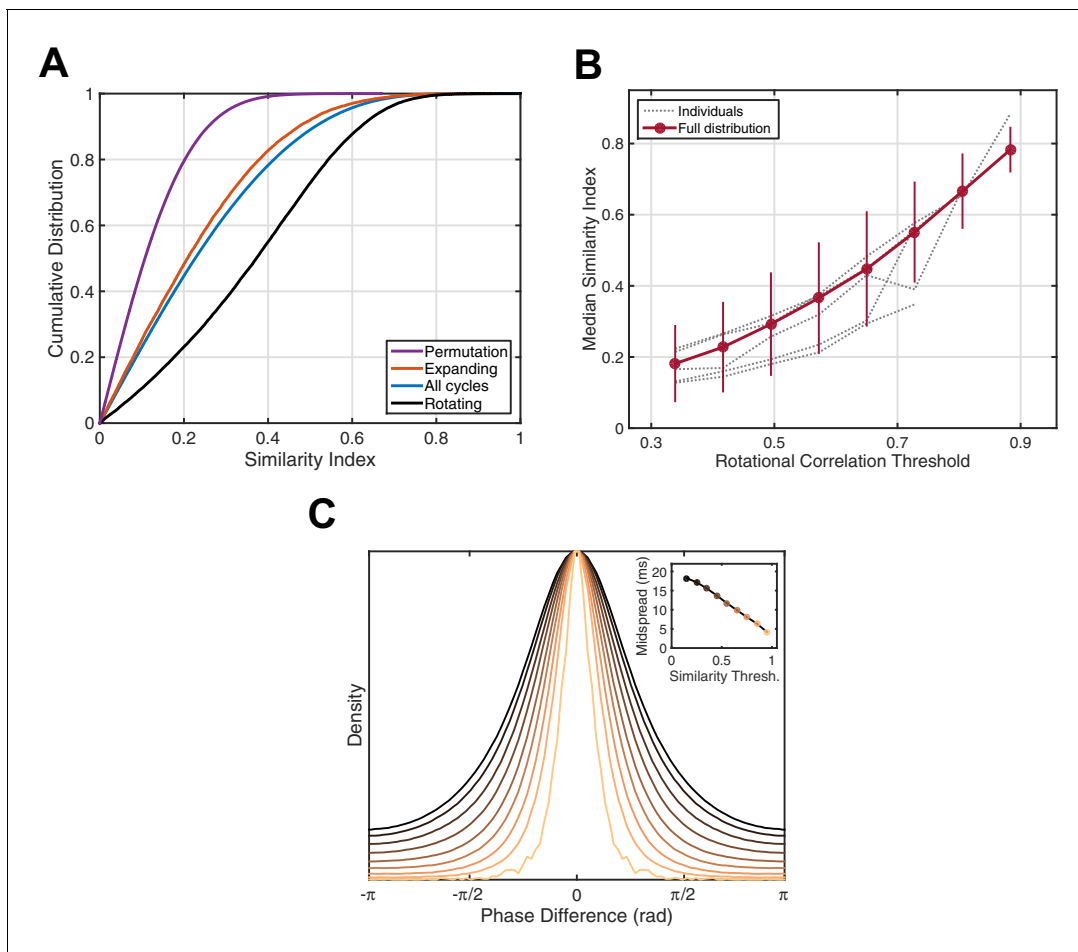 A
Cumulative Distribution
1
0.8
0.6
0.4
0.2
0
0
0.2
0.4
0.6
0.8
1
Similarity Index
Permutation
Expanding
All cycles
Rotating
B
Median Similarity Index
0.8
0.6
0.4
0.2
0
0.3
0.5
0.7
0.9
Rotational Correlation Threshold
Individuals
Full distribution
C
Density
-π
-π/2
0
π/2
π
Phase Difference (rad)
Midspread (ms)
20
15
10
5
0
0
0.5
1
Similarity Thresh.